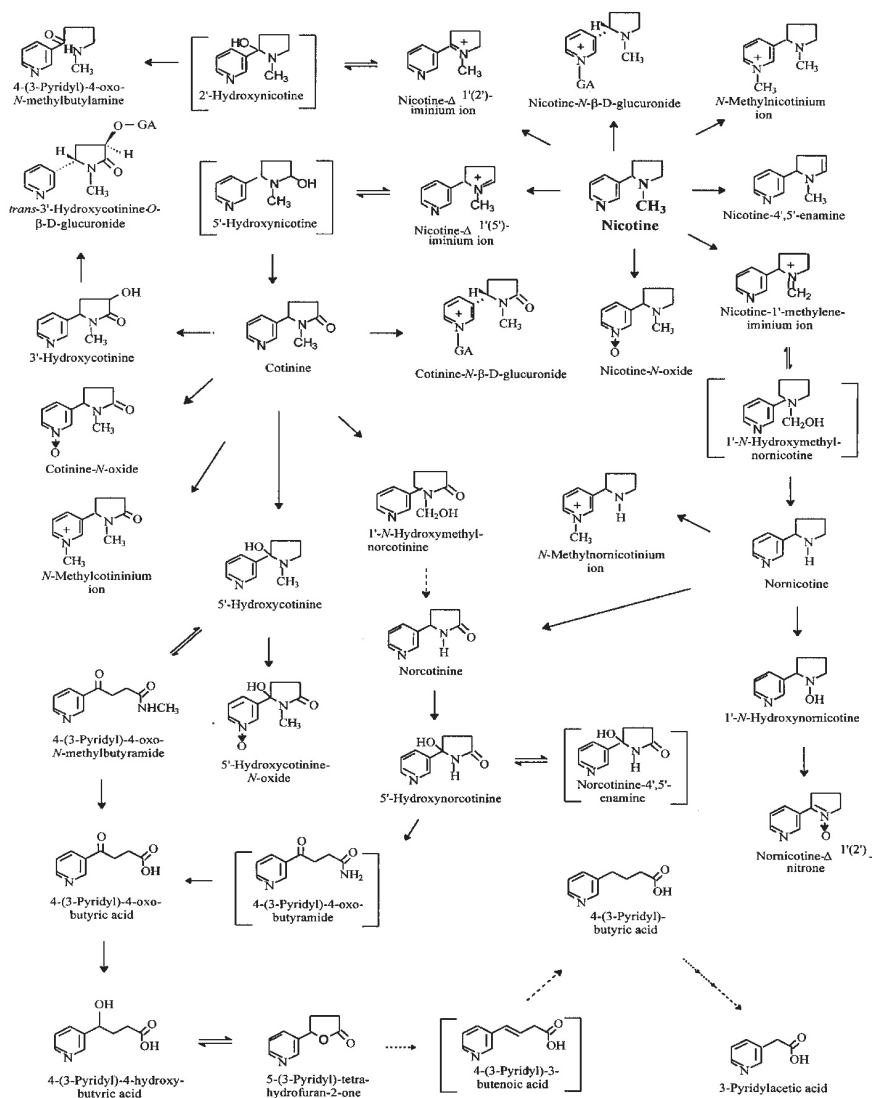 4-(3-Pyridyl)-4-oxo-
N-methylbutylamine
2'-Hydroxynicotine
Nicotine-Δ 1'(2')-
iminium ion
Nicotine-N-β-D-glucuronide
N-Methylnicotinium
ion
trans-3'-Hydroxycotinine-O-
β-D-glucuronide
5'-Hydroxynicotine
Nicotine-Δ 1'(5')-
iminium ion
Nicotine
Nicotine-4',5'-enamine
3'-Hydroxycotinine
Cotinine
Cotinine-N-β-D-glucuronide
Nicotine-N-oxide
Nicotine-1'-methylene-
iminium ion
Cotinine-N-oxide
1'-N-Hydroxymethyl-
nornicotine
N-Methylcotininium
ion
5'-Hydroxycotinine
1'-N-Hydroxymethyl-
norcotinine
N-Methylnornicotinium
ion
Nornicotine
Norcotinine
4-(3-Pyridyl)-4-oxo-
N-methylbutyramide
5'-Hydroxycotinine-
N-oxide
5'-Hydroxynorcotinine
Norcotinine-4',5'-
enamine
1'-N-Hydroxynornicotine
Nornicotine-Δ 1'(2')-
nitrone
4-(3-Pyridyl)-4-oxo-
butyric acid
4-(3-Pyridyl)-4-oxo-
butyramide
4-(3-Pyridyl)-
butyric acid
4-(3-Pyridyl)-4-hydroxy-
butyric acid
5-(3-Pyridyl)-tetra-
hydrofuran-2-one
4-(3-Pyridyl)-3-
butenoic acid
3-Pyridylacetic acid